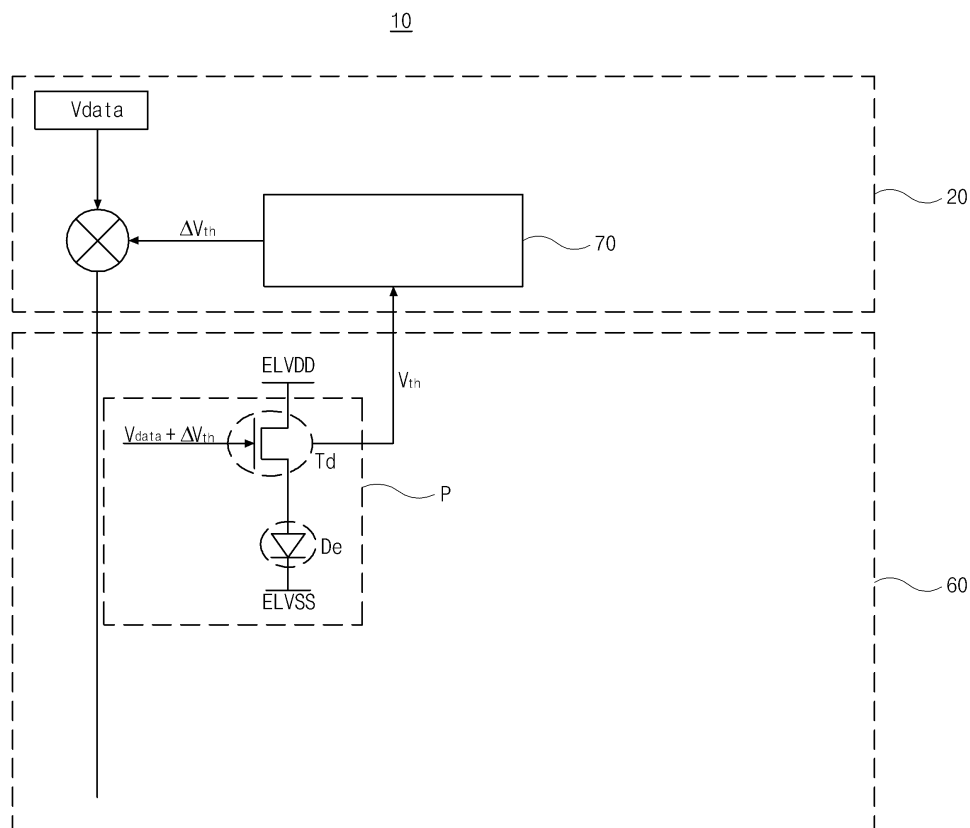 10
Vdata
20
ΔVth
70
ELVDD
Vth
Vdata + ΔVth
Td
P
De
ELVSS
60